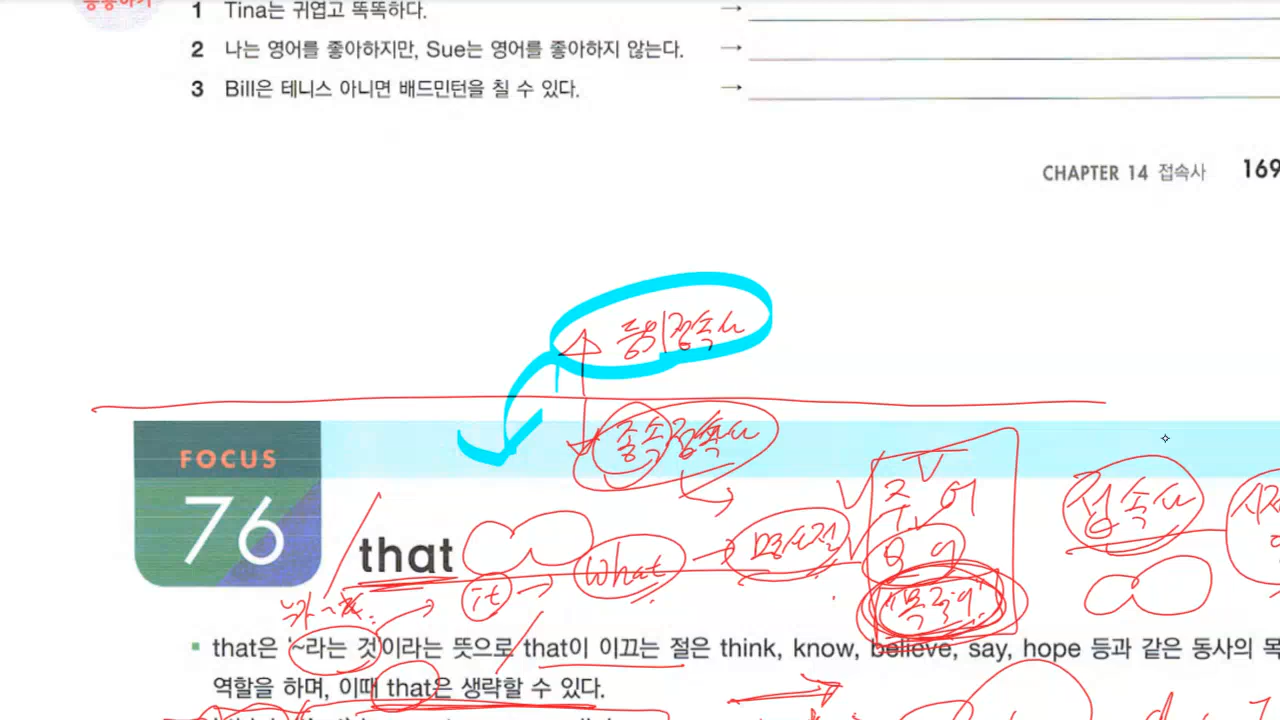 1 Tina는 귀엽고 똑똑하다. →
2 나는 영어를 좋아하지만, Sue는 영어를 좋아하지 않는다. →
3 Bill은 테니스 아니면 배드민턴을 칠 수 있다. →
CHAPTER 14 접속사 169
등위접속사
종속접속사
FOCUS
76
that
it
what
명사절
주어
보어
목적어
접속사
that은 ‘~라는 것’이라는 뜻으로 that이 이끄는 절은 think, know, believe, say, hope 등과 같은 동사의 목
역할을 하며, 이때 that은 생략할 수 있다.